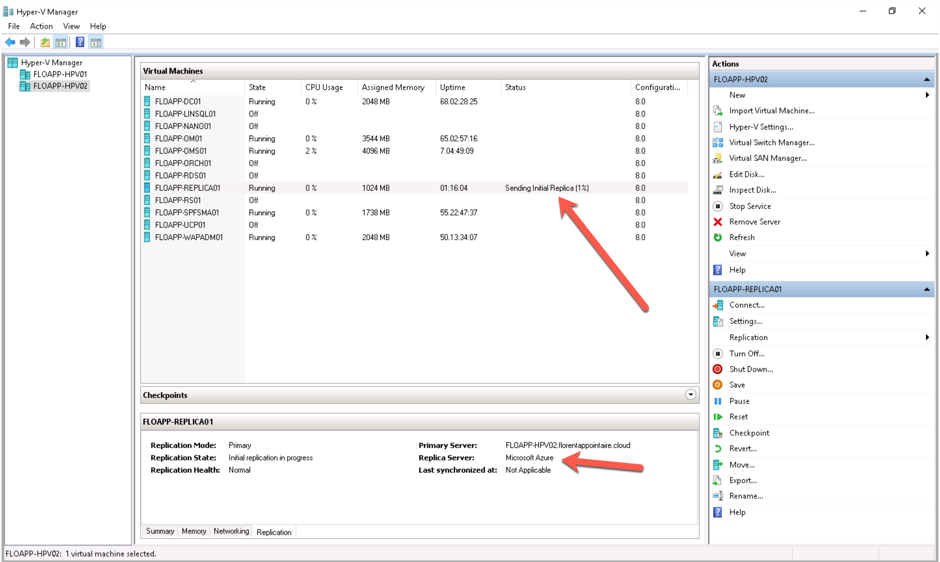 Hyper-V Manager
File Action View Help
Hyper-V Manager
FLOAPP-HPV01
FLOAPP-HPV02
Virtual Machines
Name State CPU Usage Assigned Memory Uptime Status Configurati...
FLOAPP-DC01 Running 0 % 2048 MB 68.02:28:25 8.0
FLOAPP-LINSQL01 Off 8.0
FLOAPP-NANO01 Off 8.0
FLOAPP-OM01 Running 0 % 3544 MB 65.02:57:16 8.0
FLOAPP-OMS01 Running 2 % 4096 MB 7.04:49:09 8.0
FLOAPP-ORCH01 Off 8.0
FLOAPP-RDS01 Off 8.0
FLOAPP-REPLICA01 Running 0 % 1024 MB 01:16:04 Sending Initial Replica (1%) 8.0
FLOAPP-RS01 Off 8.0
FLOAPP-SPFSMA01 Running 0 % 1738 MB 55.22:47:37 8.0
FLOAPP-UCP01 Off 8.0
FLOAPP-WAPADM01 Running 0 % 2048 MB 50.13:34:07 8.0
Checkpoints
FLOAPP-REPLICA01
Replication Mode: Primary Primary Server: FLOAPP-HPV02.florentappointaire.cloud
Replication State: Initial replication in progress Replica Server: Microsoft Azure
Replication Health: Normal Last synchronized at: Not Applicable
Summary Memory Networking Replication
Actions
FLOAPP-HPV02
New
Import Virtual Machine...
Hyper-V Settings...
Virtual Switch Manager...
Virtual SAN Manager...
Edit Disk...
Inspect Disk...
Stop Service
Remove Server
Refresh
View
Help
FLOAPP-REPLICA01
Connect...
Settings...
Replication
Turn Off...
Shut Down...
Save
Pause
Reset
Checkpoint
Revert...
Move...
Export...
Rename...
Help
FLOAPP-HPV02: 1 virtual machine selected.